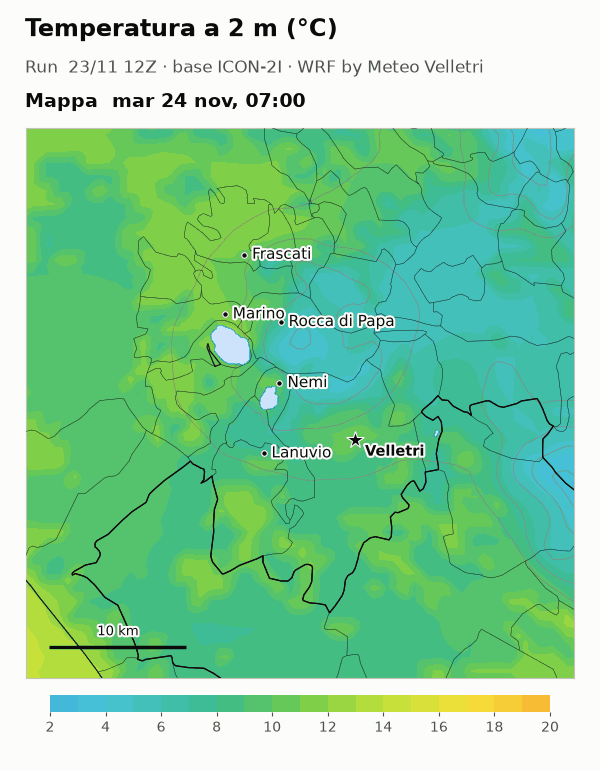 Temperatura a 2 m (°C)
Run  23/11 12Z · base ICON-2I · WRF by Meteo Velletri
Mappa  mar 24 nov, 07:00
Frascati
Marino
Rocca di Papa
Nemi
Velletri
Lanuvio
10 km
2 4 6 8 10 12 14 16 18 20